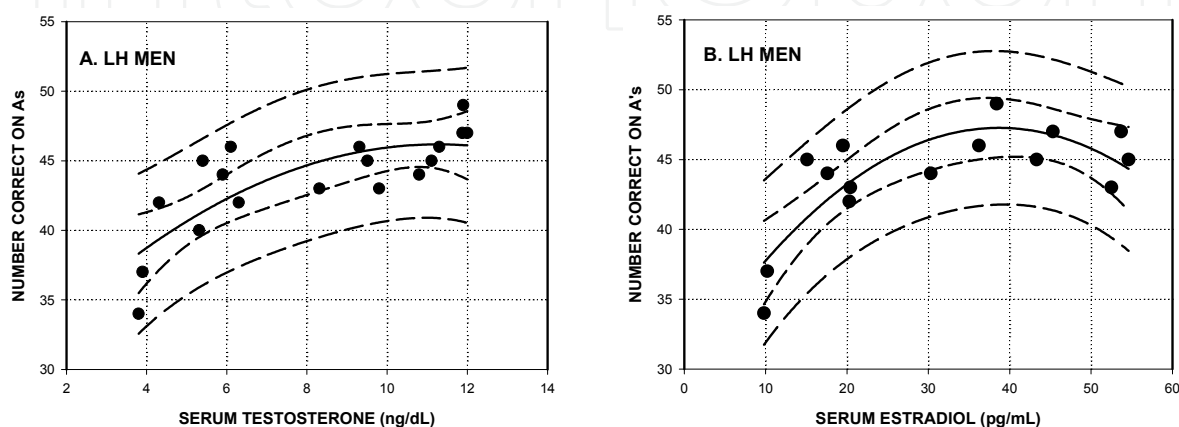 A. LH MEN
NUMBER CORRECT ON As
55
50
45
40
35
30
2 4 6 8 10 12 14
SERUM TESTOSTERONE (ng/dL)
B. LH MEN
NUMBER CORRECT ON A's
55
50
45
40
35
30
0 10 20 30 40 50 60
SERUM ESTRADIOL (pg/mL)